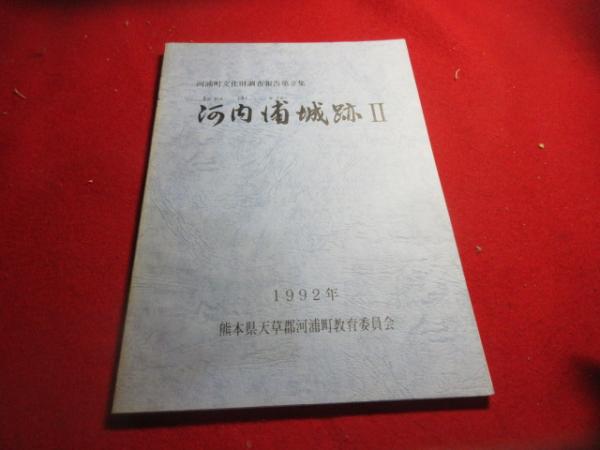 河浦町文化財調査報告第2集
河内浦城跡Ⅱ
1992年
熊本県天草郡河浦町教育委員会